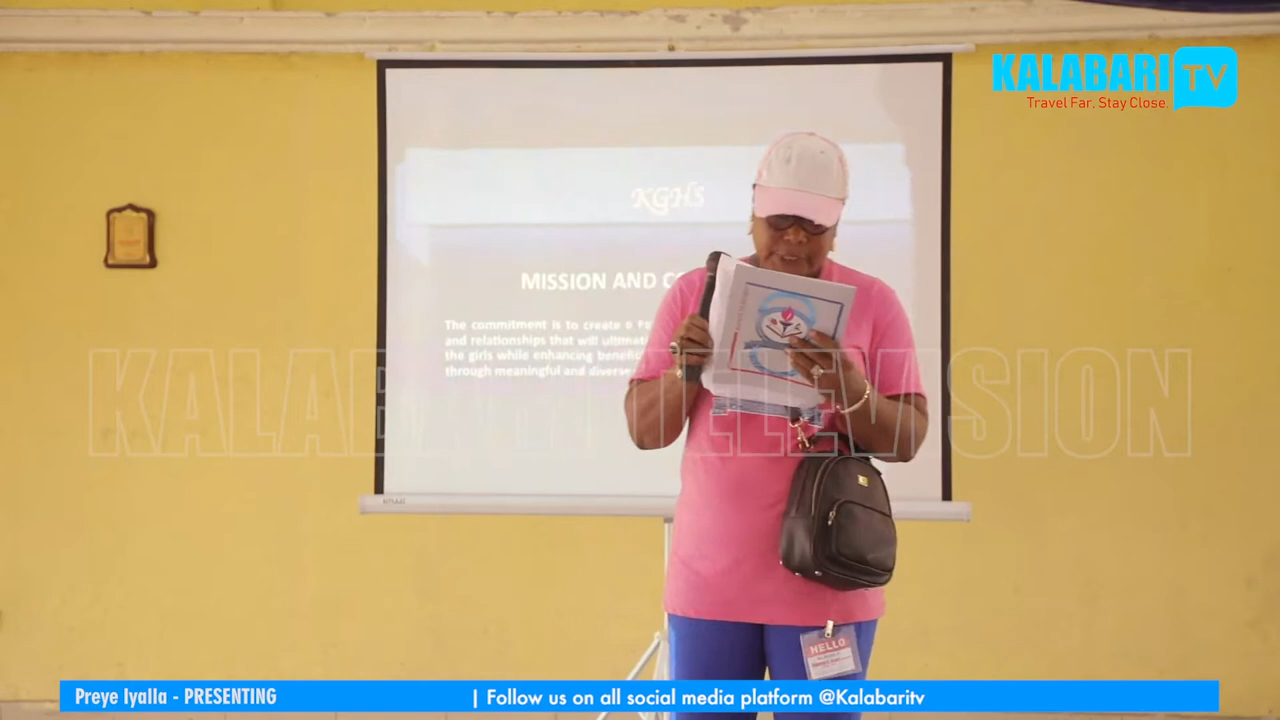 KALABARI TV
Travel Far, Stay Close.
KGHS
MISSION AND
The commitment is to create a
and relationships that will
the girls while enhancing
through meaningful and diverse
KALABARI TELEVISION
HELLO
Preye Iyalla - PRESENTING
| Follow us on all social media platform @Kalabaritv